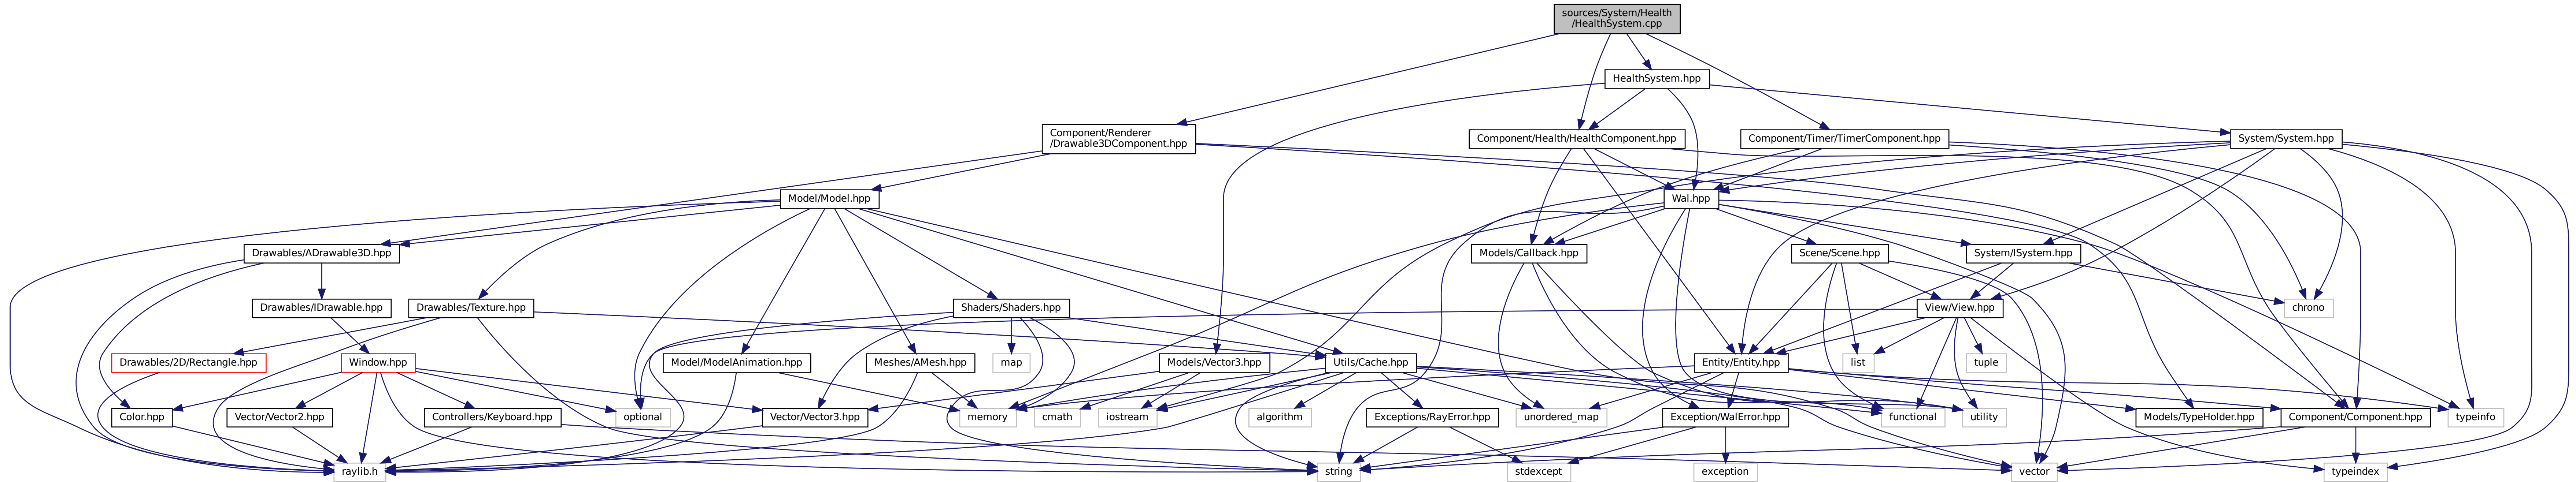 sources/System/Health
/HealthSystem.cpp
HealthSystem.hpp
Component/Renderer
/Drawable3DComponent.hpp
Component/Health/HealthComponent.hpp
Component/Timer/TimerComponent.hpp
System/System.hpp
Model/Model.hpp
Wal.hpp
Drawables/ADrawable3D.hpp
Models/Callback.hpp
Scene/Scene.hpp
System/ISystem.hpp
Drawables/IDrawable.hpp
Drawables/Texture.hpp
Shaders/Shaders.hpp
View/View.hpp
chrono
Drawables/2D/Rectangle.hpp
Window.hpp
Model/ModelAnimation.hpp
Meshes/AMesh.hpp
map
Models/Vector3.hpp
Utils/Cache.hpp
Entity/Entity.hpp
list
tuple
Color.hpp
Vector/Vector2.hpp
Controllers/Keyboard.hpp
optional
Vector/Vector3.hpp
memory
cmath
iostream
algorithm
Exceptions/RayError.hpp
unordered_map
Exception/WalError.hpp
functional
utility
Models/TypeHolder.hpp
Component/Component.hpp
typeinfo
raylib.h
string
stdexcept
exception
vector
typeindex